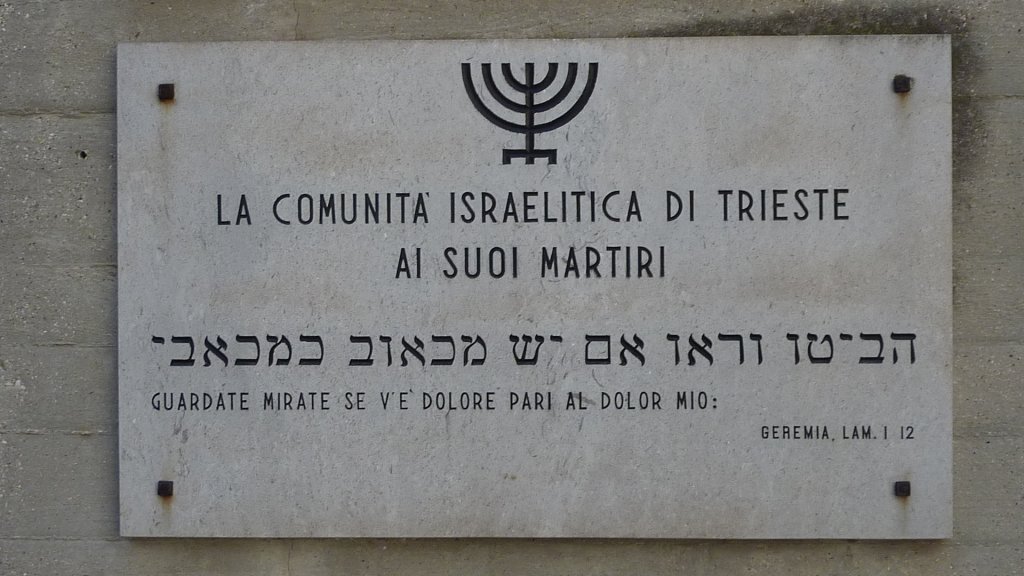 LA COMUNITÀ ISRAELITICA DI TRIESTE
AI SUOI MARTIRI
הביטו וראו אם יש מכאוב כמכאבי
GUARDATE MIRATE SE V'È DOLORE PARI AL DOLOR MIO:
GEREMIA, LAM. I 12